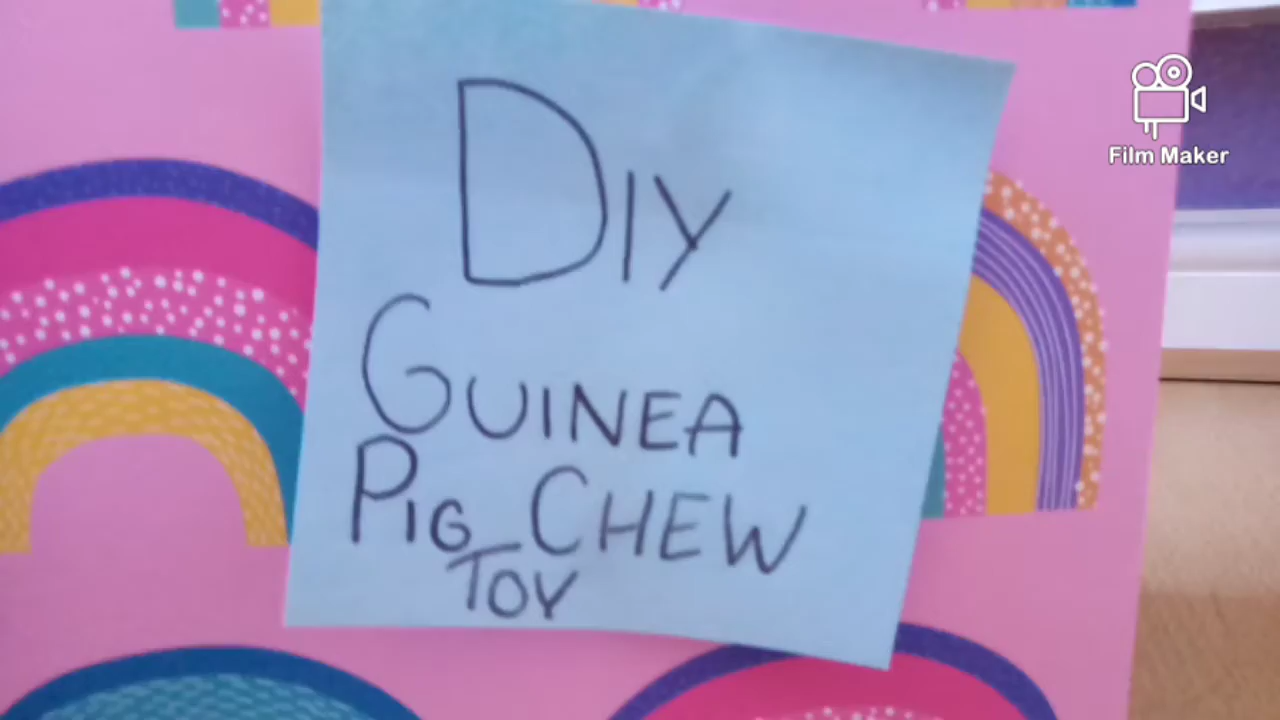 DIY
GUINEA
PIG CHEW
TOY
Film Maker